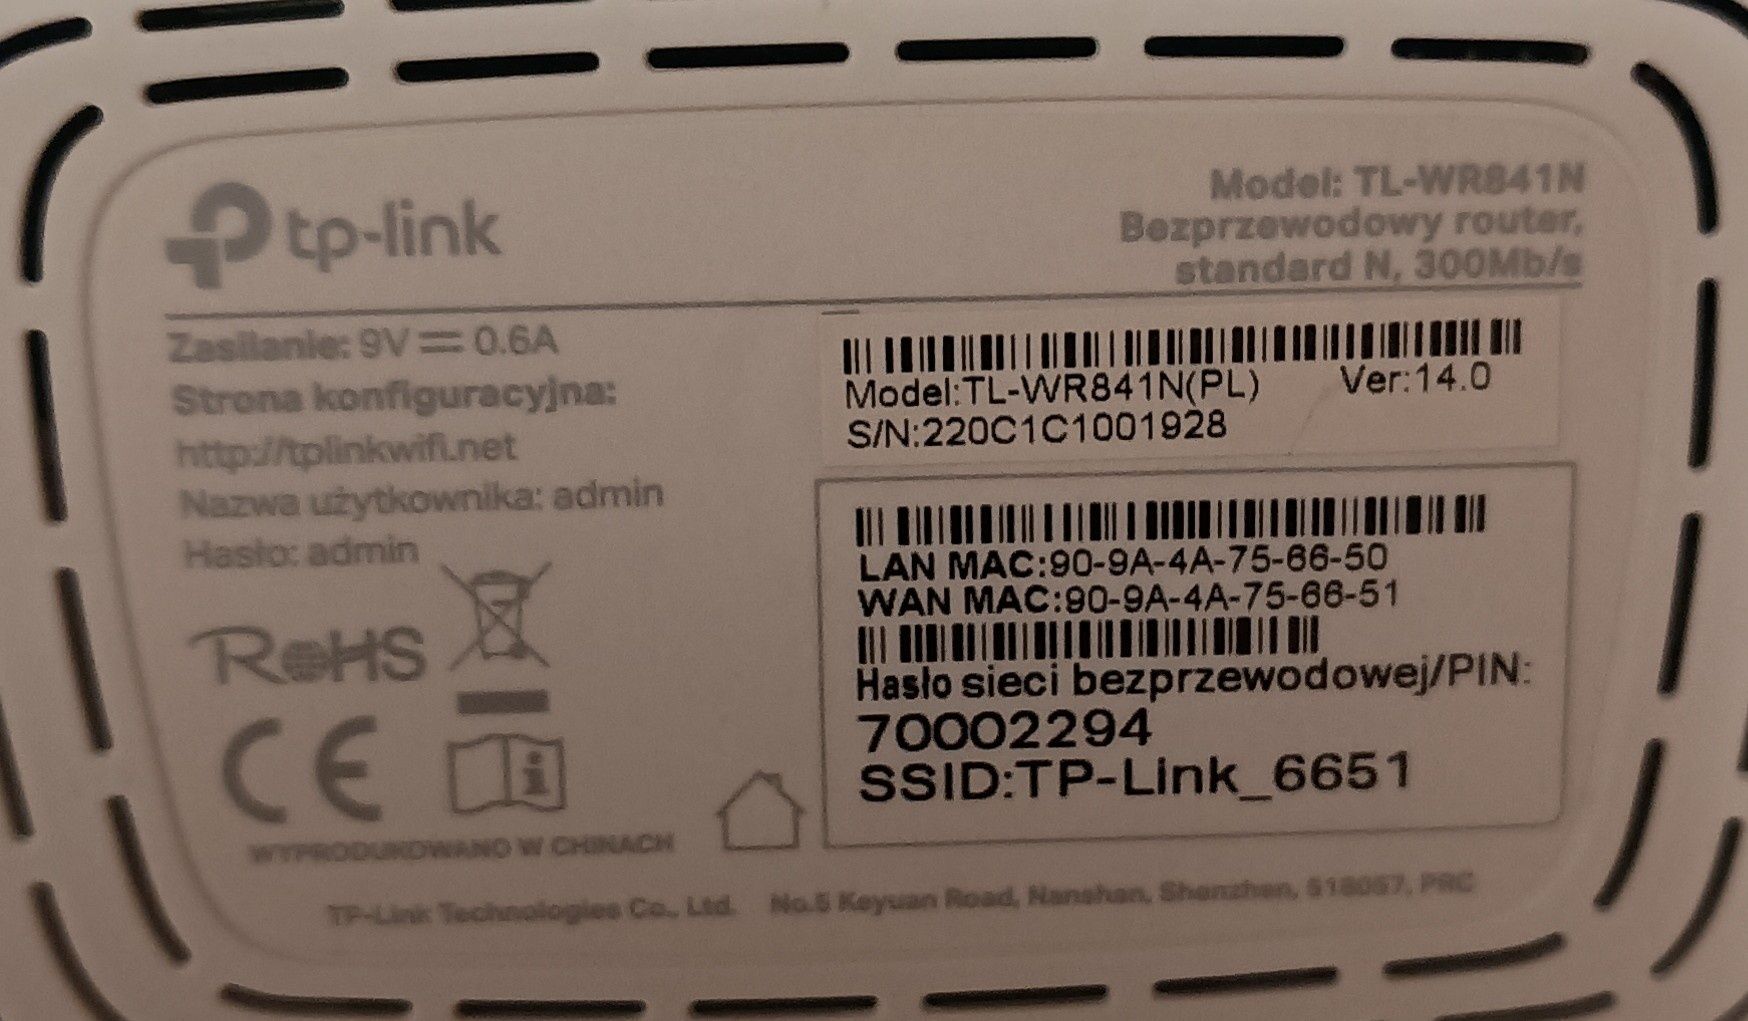 tp-link
Model: TL-WR841N
Bezprzewodowy router,
standard N, 300Mb/s
Zasilanie: 9V ⎓ 0.6A
Strona konfiguracyjna:
http://tplinkwifi.net
Nazwa użytkownika: admin
Hasło: admin
RoHS
CE
i
WYPRODUKOWANO W CHINACH
Model:TL-WR841N(PL) Ver:14.0
S/N:220C1C1001928
LAN MAC:90-9A-4A-75-66-50
WAN MAC:90-9A-4A-75-66-51
Hasło sieci bezprzewodowej/PIN:
70002294
SSID:TP-Link_6651
TP-Link Technologies Co., Ltd. No.5 Keyuan Road, Nanshan, Shenzhen, 518057, PRC